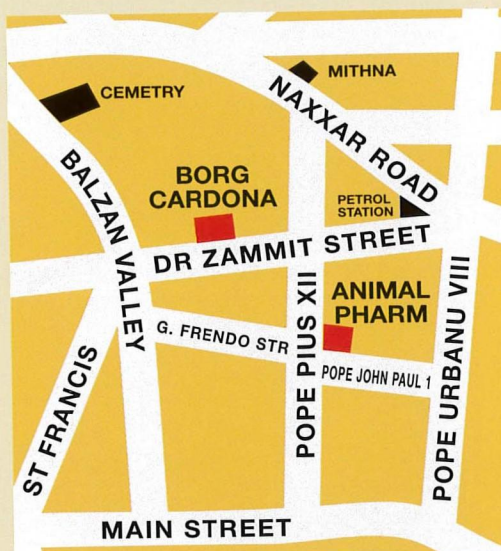 MITHNA
CEMETRY
NAXXAR ROAD
BALZAN VALLEY
BORG
CARDONA
PETROL
STATION
DR ZAMMIT STREET
ANIMAL
PHARM
G. FRENDO STR
POPE PIUS XII
POPE JOHN PAUL 1
POPE URBANU VIII
ST FRANCIS
MAIN STREET